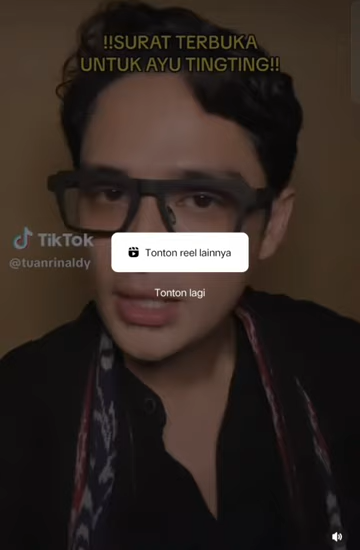 !!SURAT TERBUKA
UNTUK AYU TINGTING!!
TikTok
@tuanrinaldy
Tonton reel lainnya
Tonton lagi